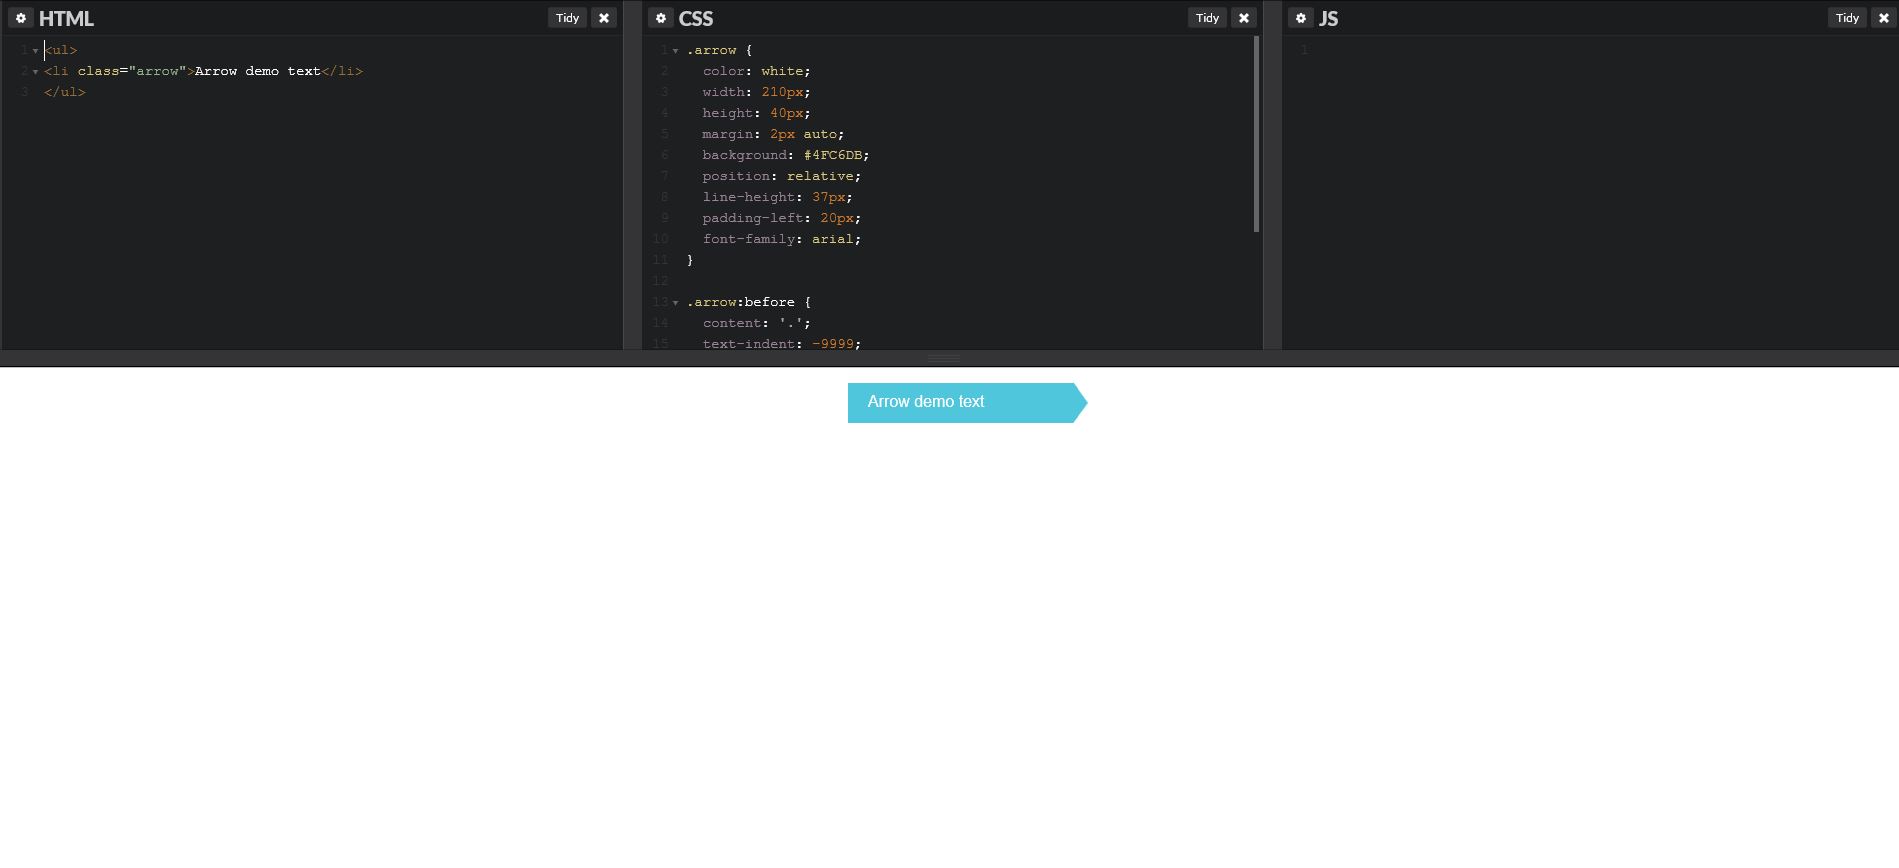 HTML
Tidy
1
<ul>
2
<li class="arrow">Arrow demo text</li>
3
</ul>
CSS
Tidy
1
.arrow {
2
color: white;
3
width: 210px;
4
height: 40px;
5
margin: 2px auto;
6
background: #4FC6DB;
7
position: relative;
8
line-height: 37px;
9
padding-left: 20px;
10
font-family: arial;
11
}
12
13
.arrow:before {
14
content: '.';
15
text-indent: -9999;
JS
Tidy
1
Arrow demo text